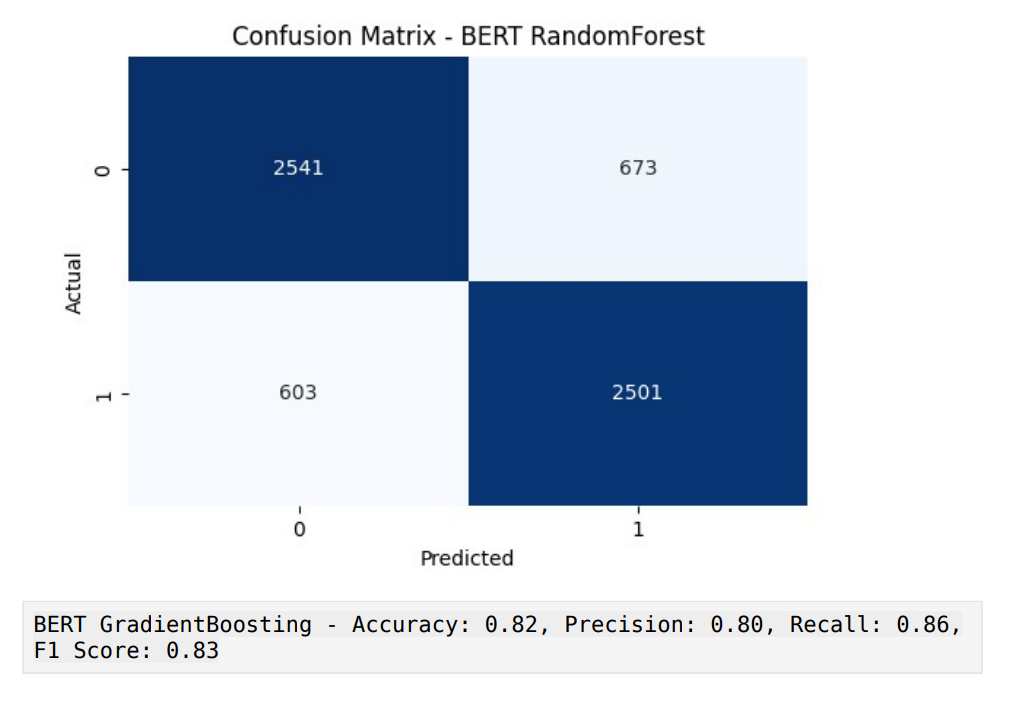 Confusion Matrix - BERT RandomForest
0
2541
673
Actual
1
603
2501
0
1
Predicted
BERT GradientBoosting - Accuracy: 0.82, Precision: 0.80, Recall: 0.86,
F1 Score: 0.83